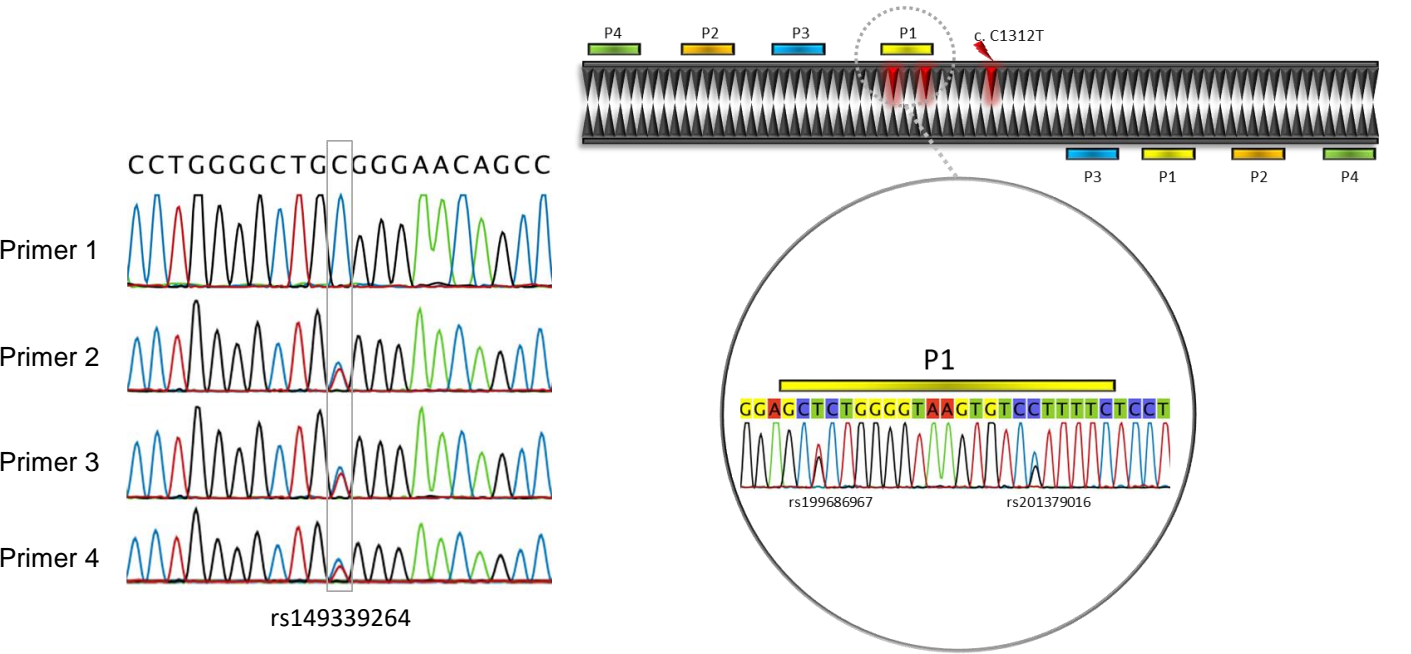 P4 P2 P3 P1
c. C1312T
P3 P1 P2 P4
CCTGGGGCTGCGGGAACAGCC
Primer 1
Primer 2
Primer 3
Primer 4
rs149339264
P1
GGAGCTCTGGGGTAAGTGTCCTTTTCTCCT
rs199686967 rs201379016